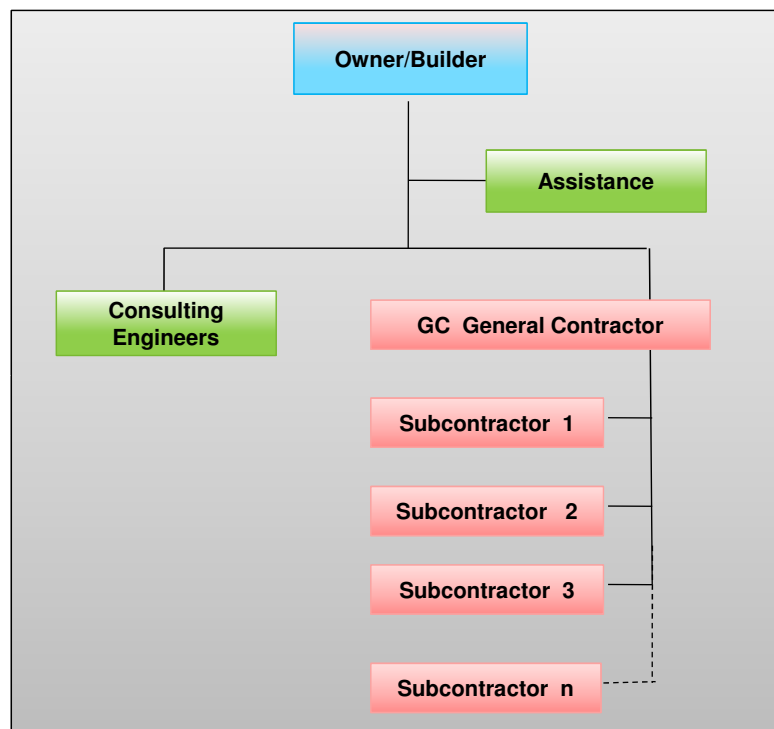 Owner/Builder
Assistance
Consulting
Engineers
GC General Contractor
Subcontractor 1
Subcontractor 2
Subcontractor 3
Subcontractor n